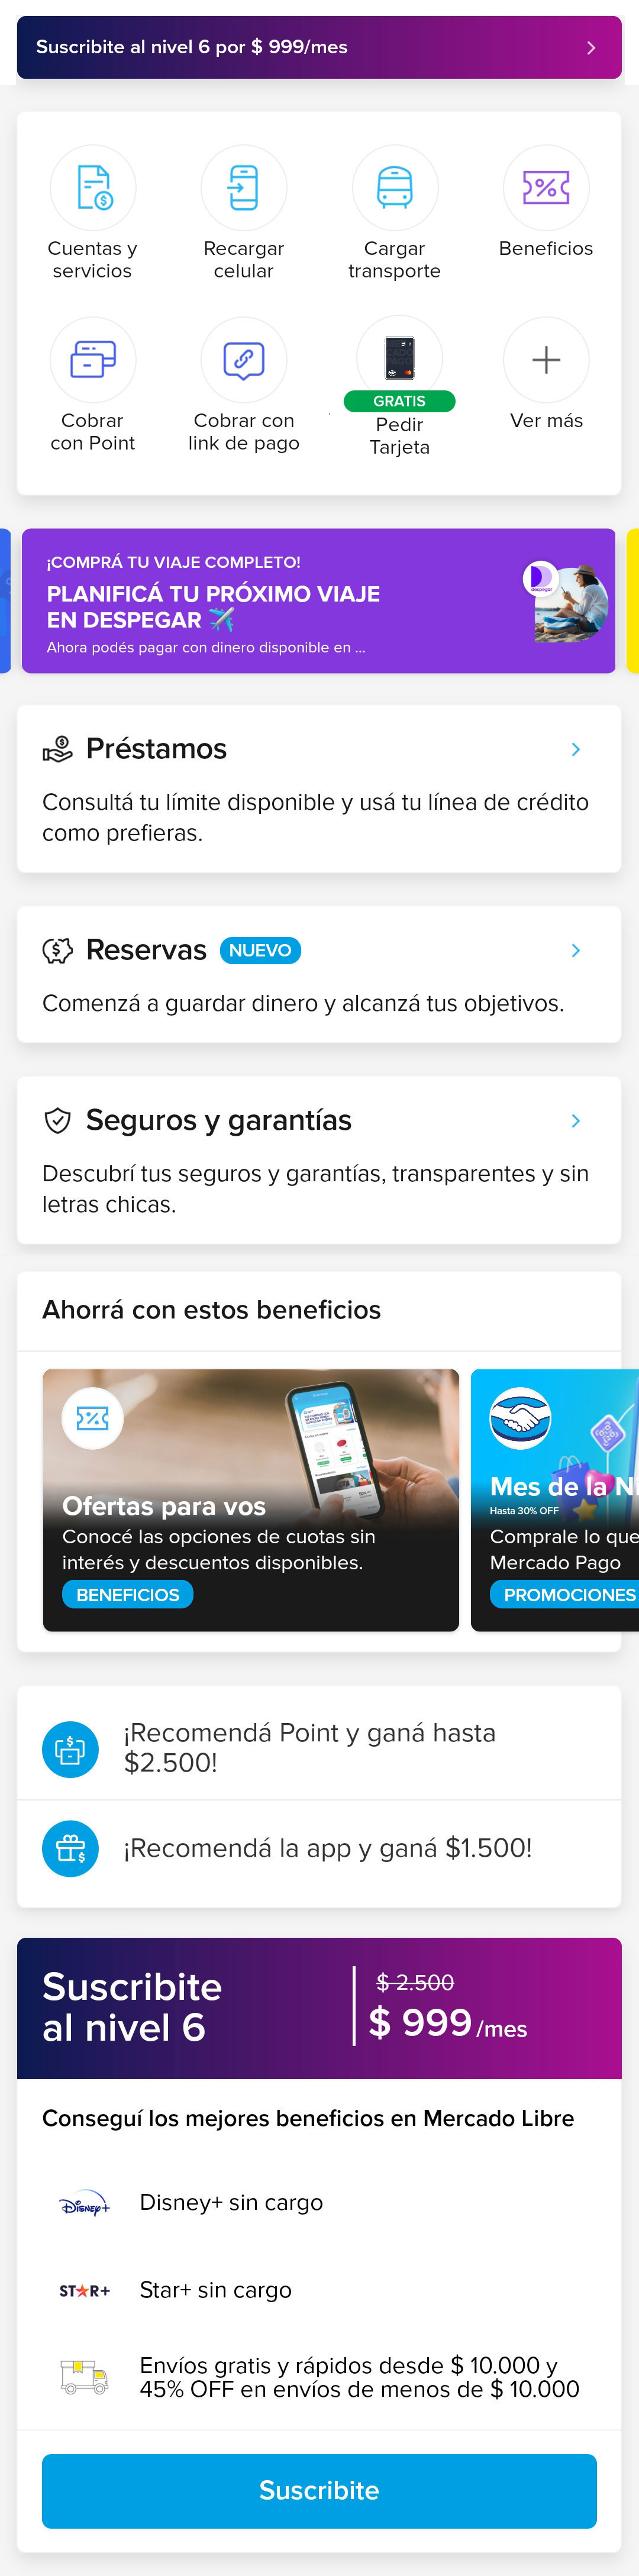 Suscribite al nivel 6 por $ 999/mes
Cuentas y
servicios
Recargar
celular
Cargar
transporte
Beneficios
Cobrar
con Point
Cobrar con
link de pago
GRATIS
Pedir
Tarjeta
Ver más
¡COMPRÁ TU VIAJE COMPLETO!
PLANIFICÁ TU PRÓXIMO VIAJE
EN DESPEGAR ✈️
Ahora podés pagar con dinero disponible en ...
despegar
Préstamos
Consultá tu límite disponible y usá tu línea de crédito
como prefieras.
Reservas NUEVO
Comenzá a guardar dinero y alcanzá tus objetivos.
Seguros y garantías
Descubrí tus seguros y garantías, transparentes y sin
letras chicas.
Ahorrá con estos beneficios
Ofertas para vos
Conocé las opciones de cuotas sin
interés y descuentos disponibles.
BENEFICIOS
Mes de la N
Hasta 30% OFF
Comprale lo que
Mercado Pago
PROMOCIONES
¡Recomendá Point y ganá hasta
$2.500!
¡Recomendá la app y ganá $1.500!
Suscribite
al nivel 6
$ 2.500
$ 999 /mes
Conseguí los mejores beneficios en Mercado Libre
Disney+
Disney+ sin cargo
STAR+
Star+ sin cargo
Envíos gratis y rápidos desde $ 10.000 y
45% OFF en envíos de menos de $ 10.000
Suscribite